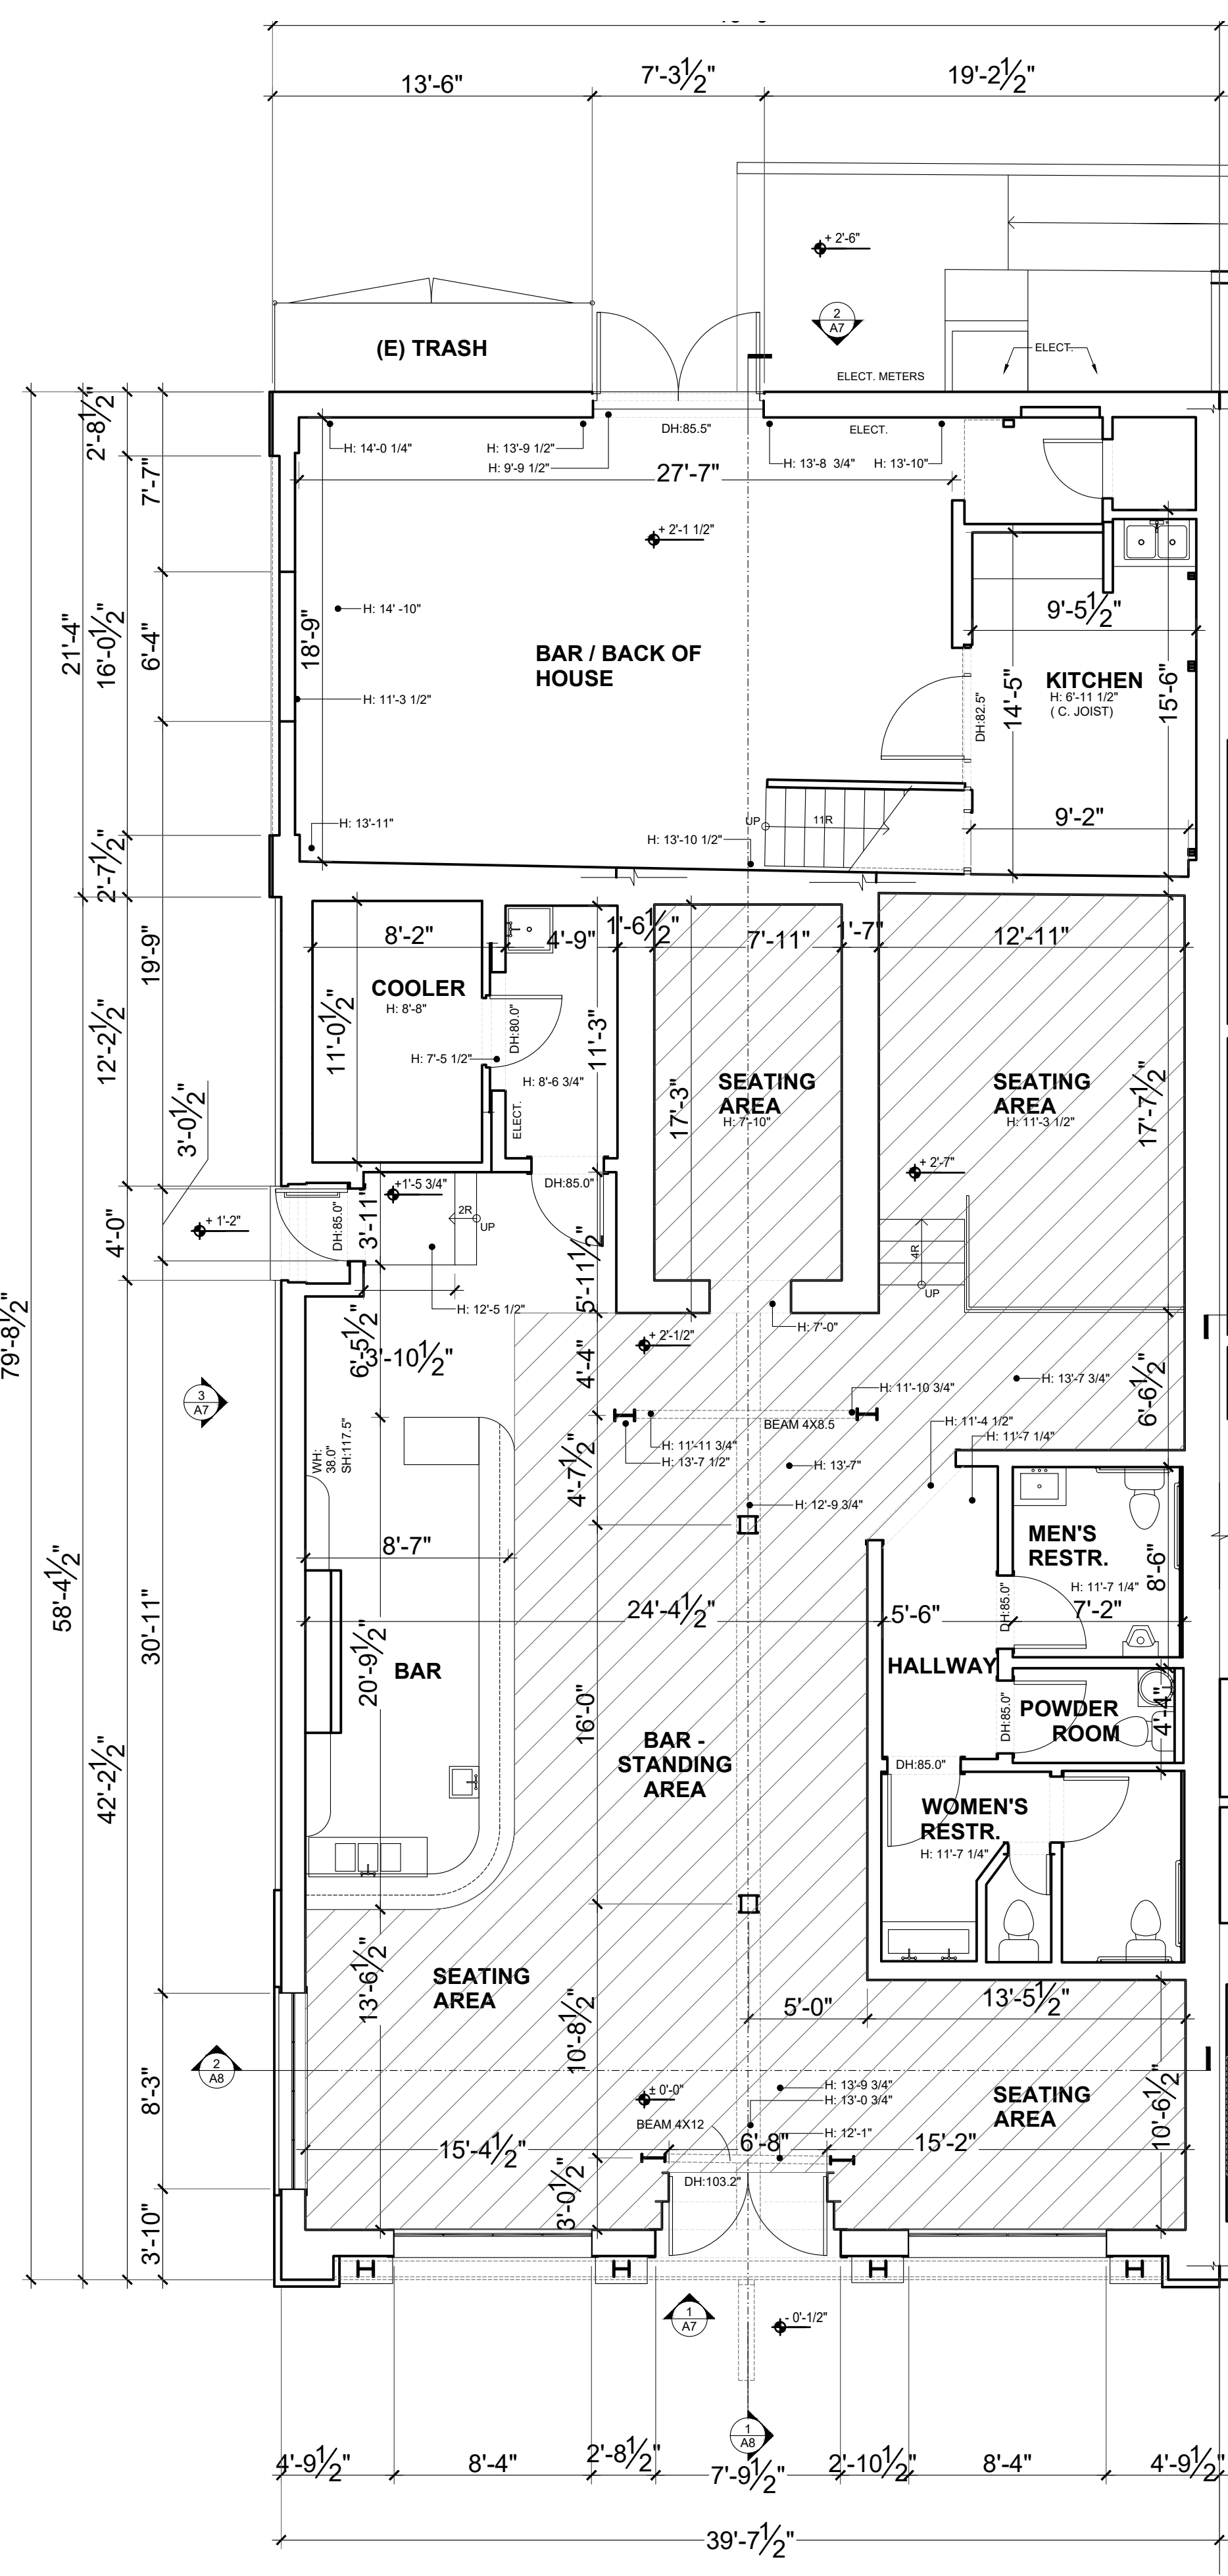 13'-6"
7'-3½"
19'-2½"
+ 2'-6"
2
A7
(E) TRASH
ELECT.
ELECT. METERS
2'-8½"
DH:85.5"
ELECT.
H: 14'-0 1/4"
H: 13'-9 1/2"
H: 9'-9 1/2"
H: 13'-8 3/4"
H: 13'-10"
27'-7"
7'-7"
+ 2'-1 1/2"
H: 14' -10"
9'-5½"
21'-4"
16'-0½"
6'-4"
18'-9"
BAR / BACK OF
HOUSE
KITCHEN
H: 6'-11 1/2"
( C. JOIST)
14'-5"
15'-6"
DH:82.5"
H: 11'-3 1/2"
H: 13'-11"
UP
11R
9'-2"
H: 13'-10 1/2"
2'-7½"
19'-9"
8'-2"
4'-9"
1'-6½"
7'-11"
1'-7"
12'-11"
COOLER
H: 8'-8"
11'-0½"
DH:80.0"
11'-3"
H: 7'-5 1/2"
H: 8'-6 3/4"
ELECT.
12'-2½"
17'-3"
SEATING
AREA
H: 7'-10"
SEATING
AREA
H: 11'-3 1/2"
17'-7½"
3'-0½"
+ 2'-7"
+1'-5 3/4"
DH:85.0"
+ 1'-2"
4'-0"
DH:85.0"
3'-11"
2R
UP
4R
UP
5'-11½"
H: 12'-5 1/2"
H: 7'-0"
79'-8½"
+ 2'-1/2"
6'-5½"
3'-10½"
4'-4"
H: 13'-7 3/4"
6'-6½"
3
A7
H: 11'-10 3/4"
BEAM 4X8.5
H: 11'-4 1/2"
H: 11'-7 1/4"
WH:
38.0"
SH:117.5"
H: 11'-11 3/4"
H: 13'-7 1/2"
H: 13'-7"
4'-7½"
H: 12'-9 3/4"
8'-7"
MEN'S
RESTR.
H: 11'-7 1/4"
8'-6"
DH:85.0"
58'-4½"
30'-11"
24'-4½"
5'-6"
7'-2"
20'-9½"
BAR
HALLWAY
16'-0"
DH:85.0"
POWDER
ROOM
4'-4"
BAR -
STANDING
AREA
DH:85.0"
42'-2½"
WOMEN'S
RESTR.
H: 11'-7 1/4"
13'-6½"
SEATING
AREA
10'-8½"
5'-0"
13'-5½"
2
A8
8'-3"
± 0'-0"
H: 13'-9 3/4"
H: 13'-0 3/4"
SEATING
AREA
10'-6½"
BEAM 4X12
H: 12'-1"
15'-4½"
6'-8"
15'-2"
DH:103.2"
3'-0½"
3'-10"
1
A7
- 0'-1/2"
1
A8
4'-9½"
8'-4"
2'-8½"
7'-9½"
2'-10½"
8'-4"
4'-9½"
39'-7½"